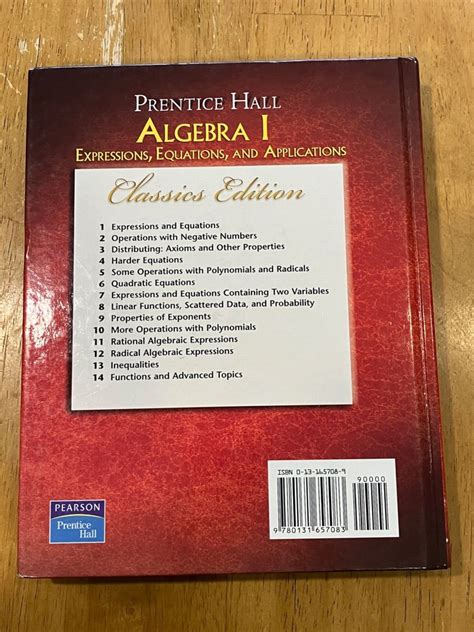 PRENTICE HALL
ALGEBRA I
EXPRESSIONS, EQUATIONS, AND APPLICATIONS
Classics Edition
1 Expressions and Equations
2 Operations with Negative Numbers
3 Distributing: Axioms and Other Properties
4 Harder Equations
5 Some Operations with Polynomials and Radicals
6 Quadratic Equations
7 Expressions and Equations Containing Two Variables
8 Linear Functions, Scattered Data, and Probability
9 Properties of Exponents
10 More Operations with Polynomials
11 Rational Algebraic Expressions
12 Radical Algebraic Expressions
13 Inequalities
14 Functions and Advanced Topics
ISBN 0-13-165708-9
90000
9 780131 657083
PEARSON
Prentice
Hall